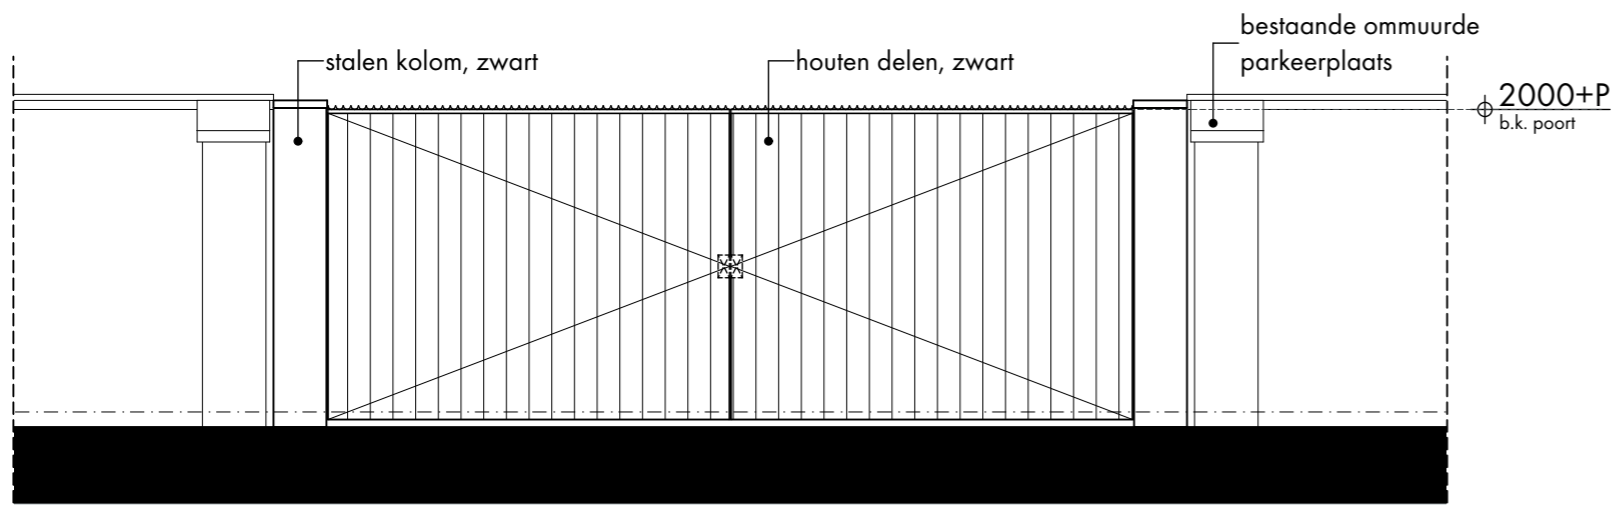 bestaande ommuurde
parkeerplaats
stalen kolom, zwart
houten delen, zwart
2000+P
b.k. poort